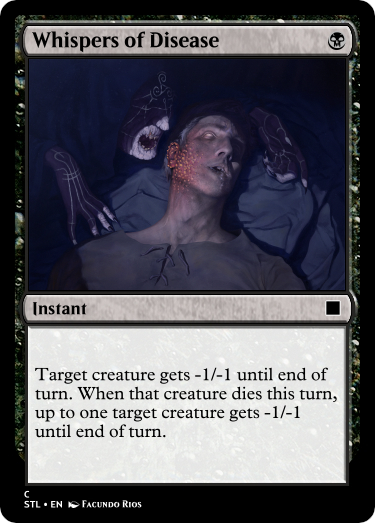 Whispers of Disease
Instant
Target creature gets -1/-1 until end of
turn. When that creature dies this turn,
up to one target creature gets -1/-1
until end of turn.
C
STL • EN Facundo Rios